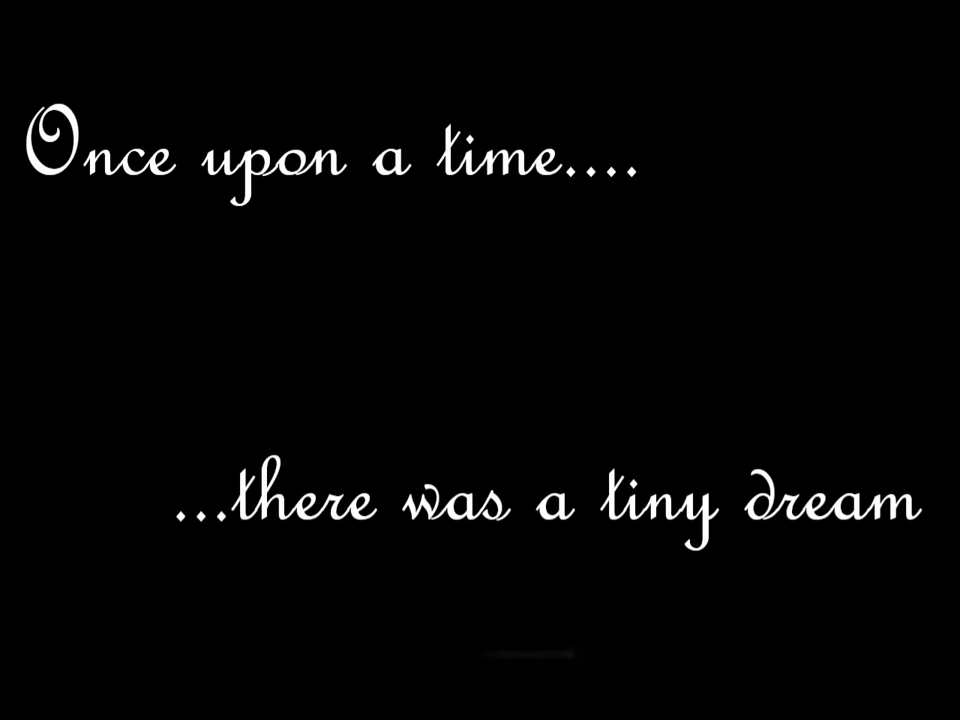 Once upon a time....
...there was a tiny dream